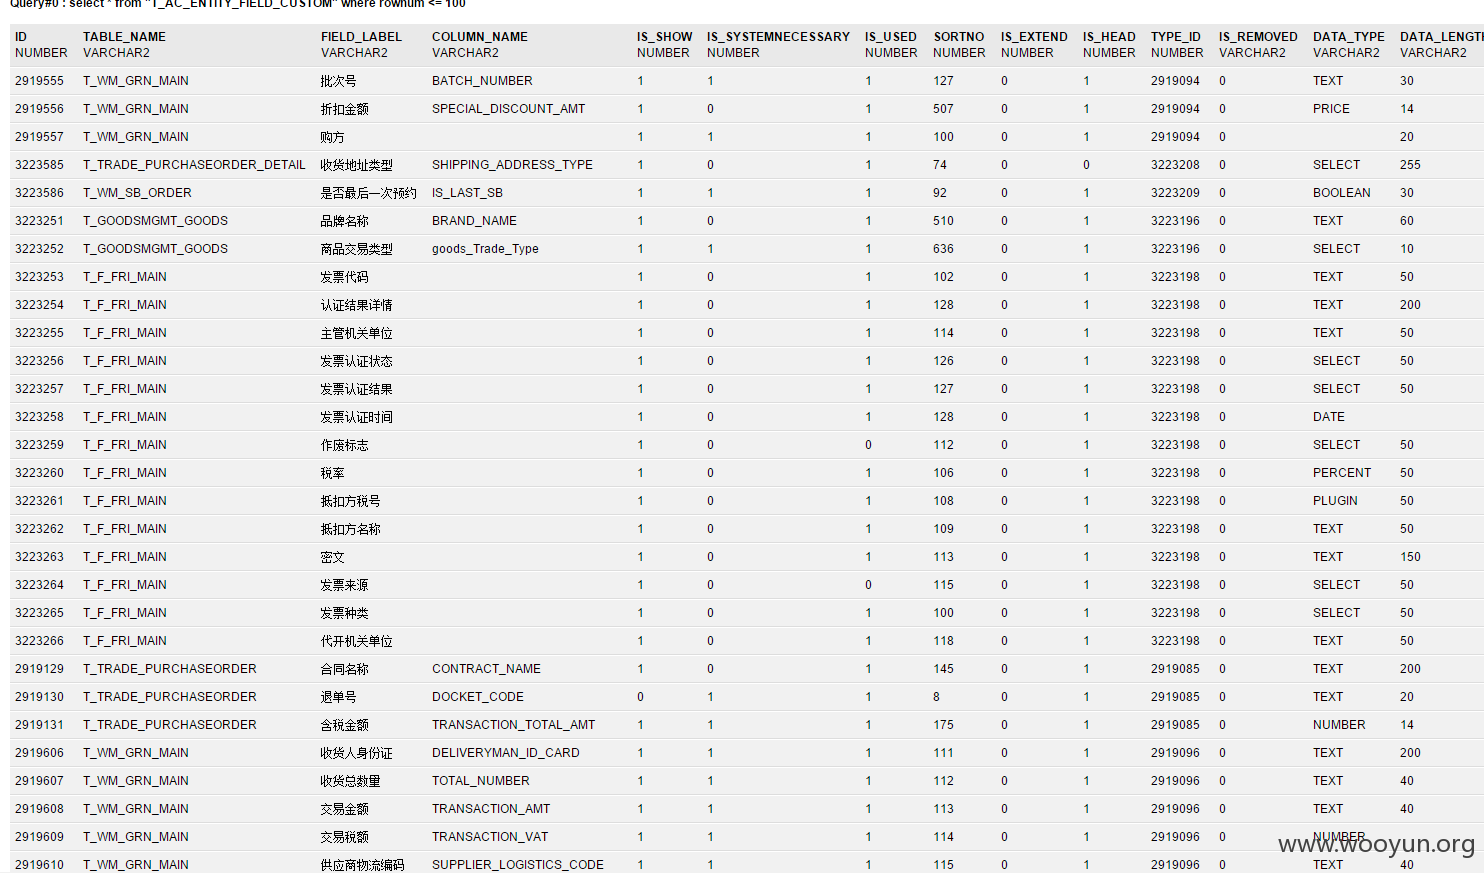 Query#0 : select * from "T_AC_ENTITY_FIELD_CUSTOM" where rownum <= 100
ID TABLE_NAME FIELD_LABEL COLUMN_NAME IS_SHOW IS_SYSTEMNECESSARY IS_USED SORTNO IS_EXTEND IS_HEAD TYPE_ID IS_REMOVED DATA_TYPE DATA_LENGTH
NUMBER VARCHAR2 VARCHAR2 VARCHAR2 NUMBER NUMBER NUMBER NUMBER NUMBER NUMBER NUMBER VARCHAR2 VARCHAR2 VARCHAR2
2919555 T_WM_GRN_MAIN 批次号 BATCH_NUMBER 1 1 1 127 0 1 2919094 0 TEXT 30
2919556 T_WM_GRN_MAIN 折扣金额 SPECIAL_DISCOUNT_AMT 1 0 1 507 0 1 2919094 0 PRICE 14
2919557 T_WM_GRN_MAIN 购方 1 1 1 100 0 1 2919094 0 20
3223585 T_TRADE_PURCHASEORDER_DETAIL 收货地址类型 SHIPPING_ADDRESS_TYPE 1 0 1 74 0 0 3223208 0 SELECT 255
3223586 T_WM_SB_ORDER 是否最后一次预约 IS_LAST_SB 1 1 1 92 0 1 3223209 0 BOOLEAN 30
3223251 T_GOODSMGMT_GOODS 品牌名称 BRAND_NAME 1 0 1 510 0 1 3223196 0 TEXT 60
3223252 T_GOODSMGMT_GOODS 商品交易类型 goods_Trade_Type 1 1 1 636 0 1 3223196 0 SELECT 10
3223253 T_F_FRI_MAIN 发票代码 1 0 1 102 0 1 3223198 0 TEXT 50
3223254 T_F_FRI_MAIN 认证结果详情 1 0 1 128 0 1 3223198 0 TEXT 200
3223255 T_F_FRI_MAIN 主管机关单位 1 0 1 114 0 1 3223198 0 TEXT 50
3223256 T_F_FRI_MAIN 发票认证状态 1 0 1 126 0 1 3223198 0 SELECT 50
3223257 T_F_FRI_MAIN 发票认证结果 1 0 1 127 0 1 3223198 0 SELECT 50
3223258 T_F_FRI_MAIN 发票认证时间 1 0 1 128 0 1 3223198 0 DATE
3223259 T_F_FRI_MAIN 作废标志 1 0 0 112 0 1 3223198 0 SELECT 50
3223260 T_F_FRI_MAIN 税率 1 0 1 106 0 1 3223198 0 PERCENT 50
3223261 T_F_FRI_MAIN 抵扣方税号 1 0 1 108 0 1 3223198 0 PLUGIN 50
3223262 T_F_FRI_MAIN 抵扣方名称 1 0 1 109 0 1 3223198 0 TEXT 50
3223263 T_F_FRI_MAIN 密文 1 0 1 113 0 1 3223198 0 TEXT 150
3223264 T_F_FRI_MAIN 发票来源 1 0 0 115 0 1 3223198 0 SELECT 50
3223265 T_F_FRI_MAIN 发票种类 1 0 1 100 0 1 3223198 0 SELECT 50
3223266 T_F_FRI_MAIN 代开机关单位 1 0 1 118 0 1 3223198 0 TEXT 50
2919129 T_TRADE_PURCHASEORDER 合同名称 CONTRACT_NAME 1 0 1 145 0 1 2919085 0 TEXT 200
2919130 T_TRADE_PURCHASEORDER 退单号 DOCKET_CODE 0 1 1 8 0 1 2919085 0 TEXT 20
2919131 T_TRADE_PURCHASEORDER 含税金额 TRANSACTION_TOTAL_AMT 1 1 1 175 0 1 2919085 0 NUMBER 14
2919606 T_WM_GRN_MAIN 收货人身份证 DELIVERYMAN_ID_CARD 1 1 1 111 0 1 2919096 0 TEXT 200
2919607 T_WM_GRN_MAIN 收货总数量 TOTAL_NUMBER 1 1 1 112 0 1 2919096 0 TEXT 40
2919608 T_WM_GRN_MAIN 交易金额 TRANSACTION_AMT 1 1 1 113 0 1 2919096 0 TEXT 40
2919609 T_WM_GRN_MAIN 交易税额 TRANSACTION_VAT 1 1 1 114 0 1 2919096 0 NUMBER
www.wooyun.org
2919610 T_WM_GRN_MAIN 供应商物流编码 SUPPLIER_LOGISTICS_CODE 1 1 1 115 0 1 2919096 0 TEXT 40